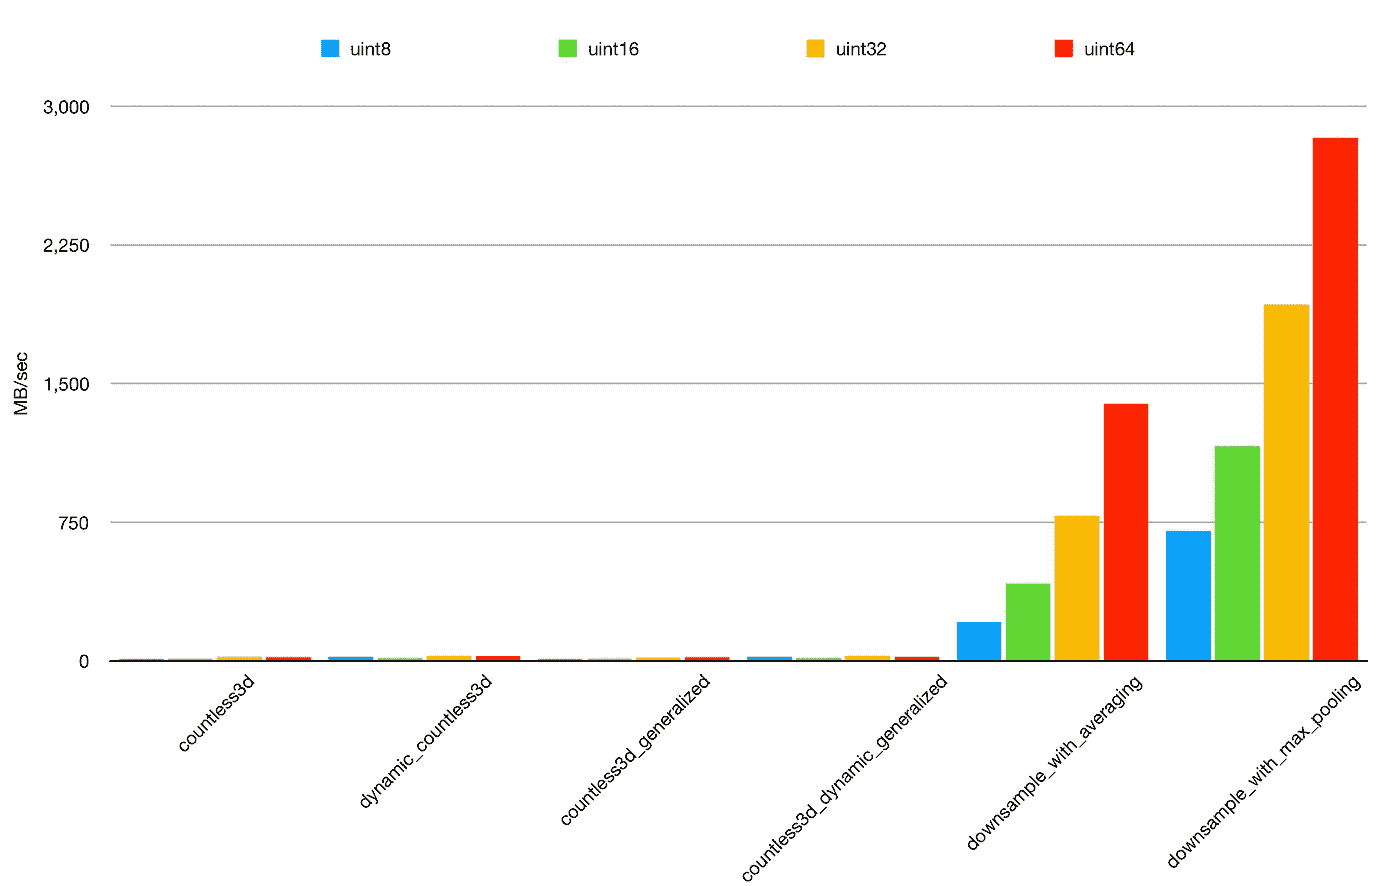 uint8 uint16 uint32 uint64
3,000
2,250
1,500
750
0
MB/sec
countless3d
dynamic_countless3d
countless3d_generalized
countless3d_dynamic_generalized
downsample_with_averaging
downsample_with_max_pooling